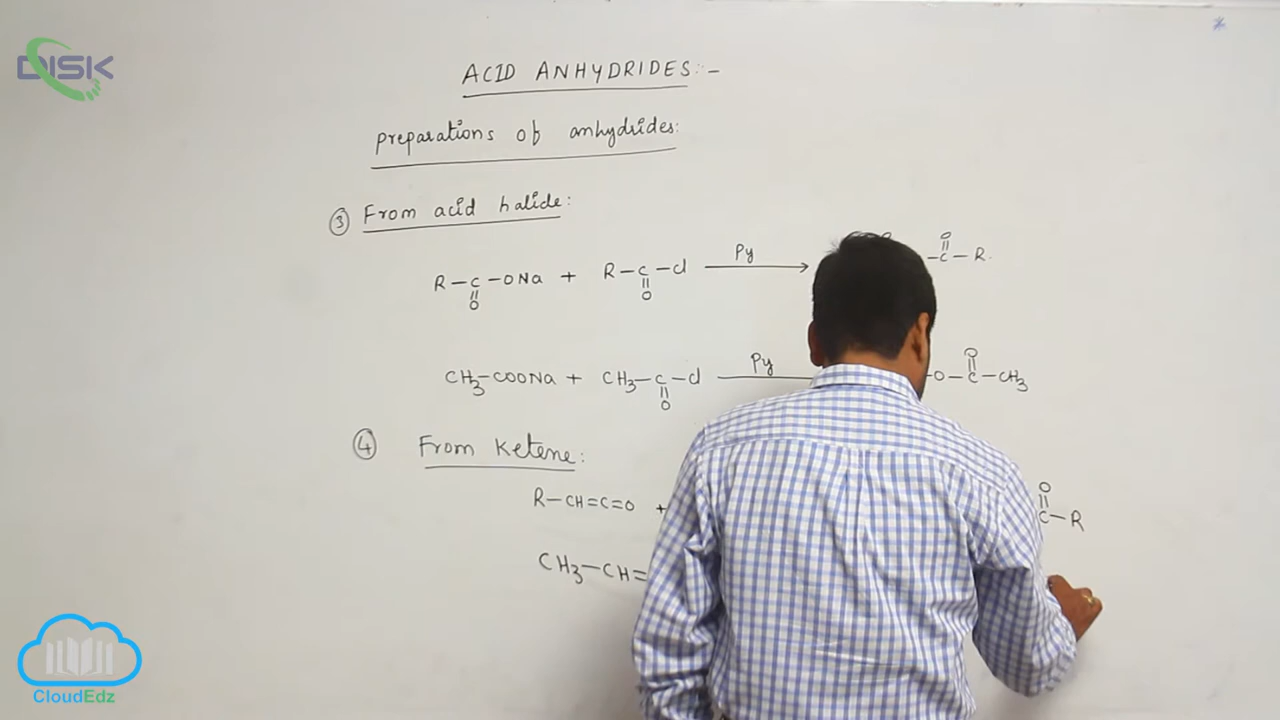 DISK
ACID ANHYDRIDES:-
preparations of anhydrides:
③ From acid halide:
O
R-C-ONa + R-C-Cl Py → -C-R.
O O
CH3-COONa + CH3-C-Cl Py -O-C-CH3
O O
④ From Ketene:
R-CH=C=O + C-R
O
CH3-CH=
CloudEdz